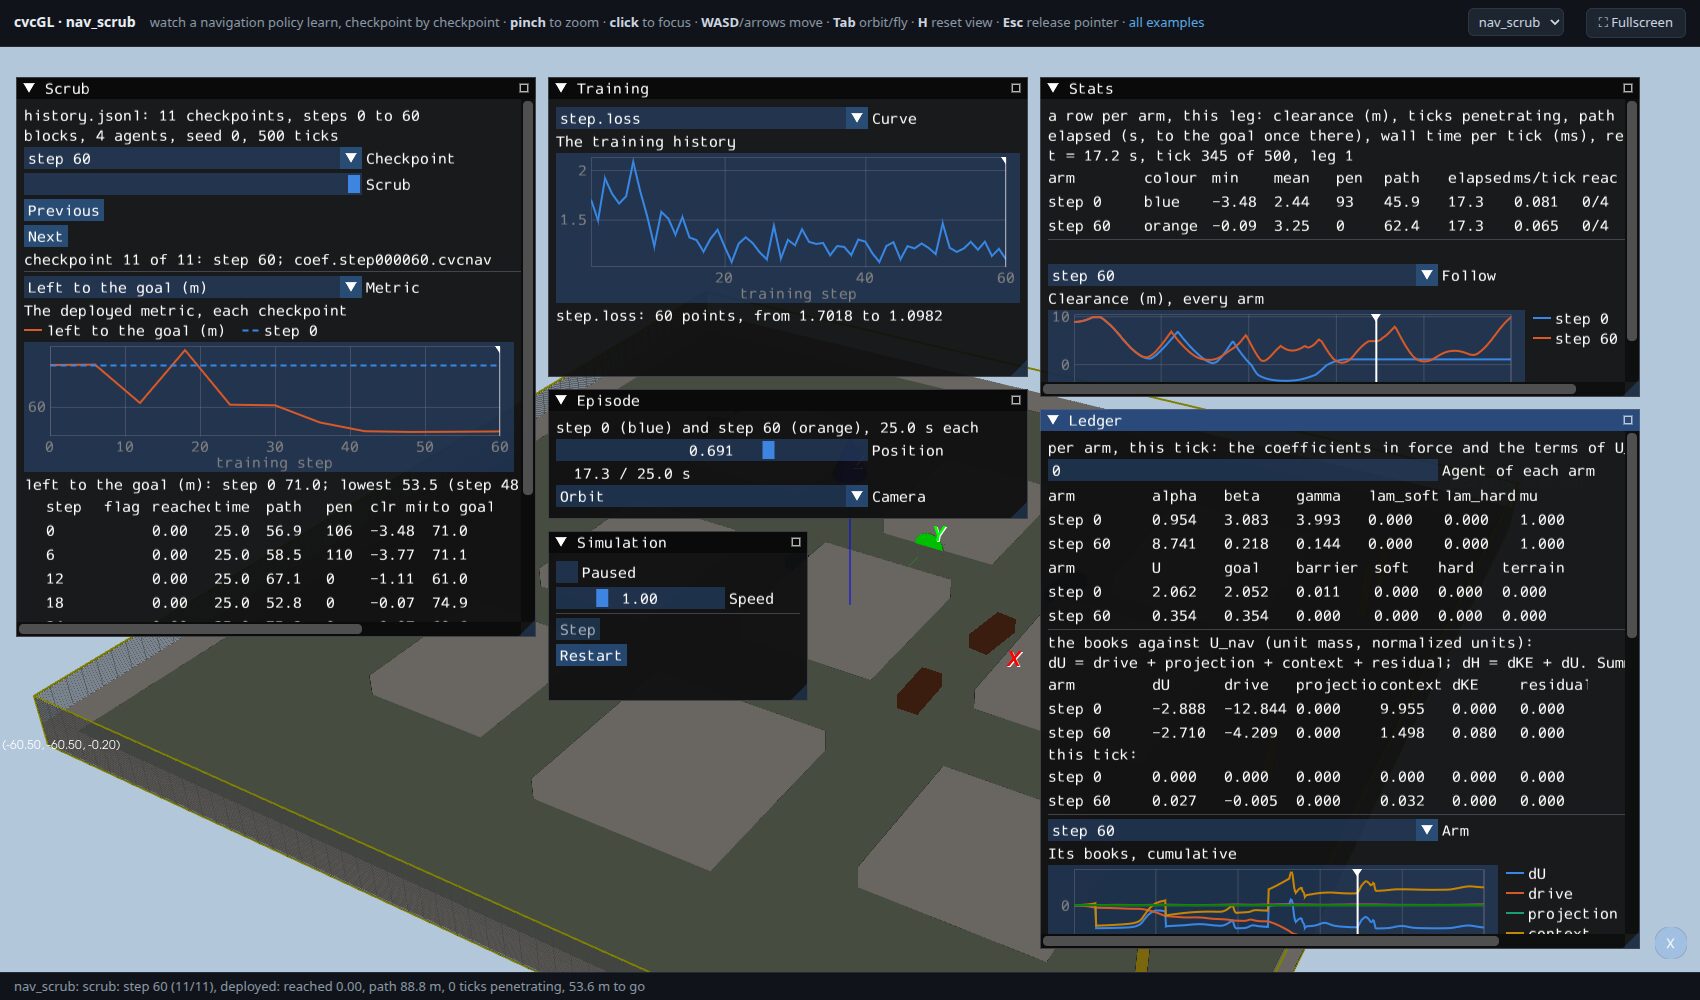 cvcGL · nav_scrub watch a navigation policy learn, checkpoint by checkpoint · pinch to zoom · click to focus · WASD/arrows move · Tab orbit/fly · H reset view · Esc release pointer · all examples
nav_scrub
Fullscreen
Scrub
history.jsonl: 11 checkpoints, steps 0 to 60
blocks, 4 agents, seed 0, 500 ticks
step 60 Checkpoint
Scrub
Previous
Next
checkpoint 11 of 11: step 60; coef.step000060.cvcnav
Left to the goal (m) Metric
The deployed metric, each checkpoint
left to the goal (m) step 0
60
0 10 20 30 40 50 60
training step
left to the goal (m): step 0 71.0; lowest 53.5 (step 48
step flag reached time path pen clr mir to goal
0 0.00 25.0 56.9 106 -3.48 71.0
6 0.00 25.0 58.5 110 -3.77 71.1
12 0.00 25.0 67.1 0 -1.11 61.0
18 0.00 25.0 52.8 0 -0.07 74.9
Training
step.loss Curve
The training history
2
1.5
20 40 60
training step
step.loss: 60 points, from 1.7018 to 1.0982
Episode
step 0 (blue) and step 60 (orange), 25.0 s each
0.691 Position
17.3 / 25.0 s
Orbit Camera
Simulation
Paused
1.00 Speed
Step
Restart
Stats
a row per arm, this leg: clearance (m), ticks penetrating, path
elapsed (s, to the goal once there), wall time per tick (ms), re
t = 17.2 s, tick 345 of 500, leg 1
arm colour min mean pen path elapsed ms/tick reac
step 0 blue -3.48 2.44 93 45.9 17.3 0.081 0/4
step 60 orange -0.09 3.25 0 62.4 17.3 0.065 0/4
step 60 Follow
Clearance (m), every arm
10
0
step 0
step 60
Ledger
per arm, this tick: the coefficients in force and the terms of U_
0 Agent of each arm
arm alpha beta gamma lam_soft lam_hard mu
step 0 0.954 3.083 3.993 0.000 0.000 1.000
step 60 8.741 0.218 0.144 0.000 0.000 1.000
arm U goal barrier soft hard terrain
step 0 2.062 2.052 0.011 0.000 0.000 0.000
step 60 0.354 0.354 0.000 0.000 0.000 0.000
the books against U_nav (unit mass, normalized units):
dU = drive + projection + context + residual; dH = dKE + dU. Sum
arm dU drive projectio context dKE residual
step 0 -2.888 -12.844 0.000 9.955 0.000 0.000
step 60 -2.710 -4.209 0.000 1.498 0.080 0.000
this tick:
step 0 0.000 0.000 0.000 0.000 0.000 0.000
step 60 0.027 -0.005 0.000 0.032 0.000 0.000
step 60 Arm
Its books, cumulative
0
dU
drive
projection
context
Y
X
(-60.50, -60.50, -0.20)
X
nav_scrub: scrub: step 60 (11/11), deployed: reached 0.00, path 88.8 m, 0 ticks penetrating, 53.6 m to go